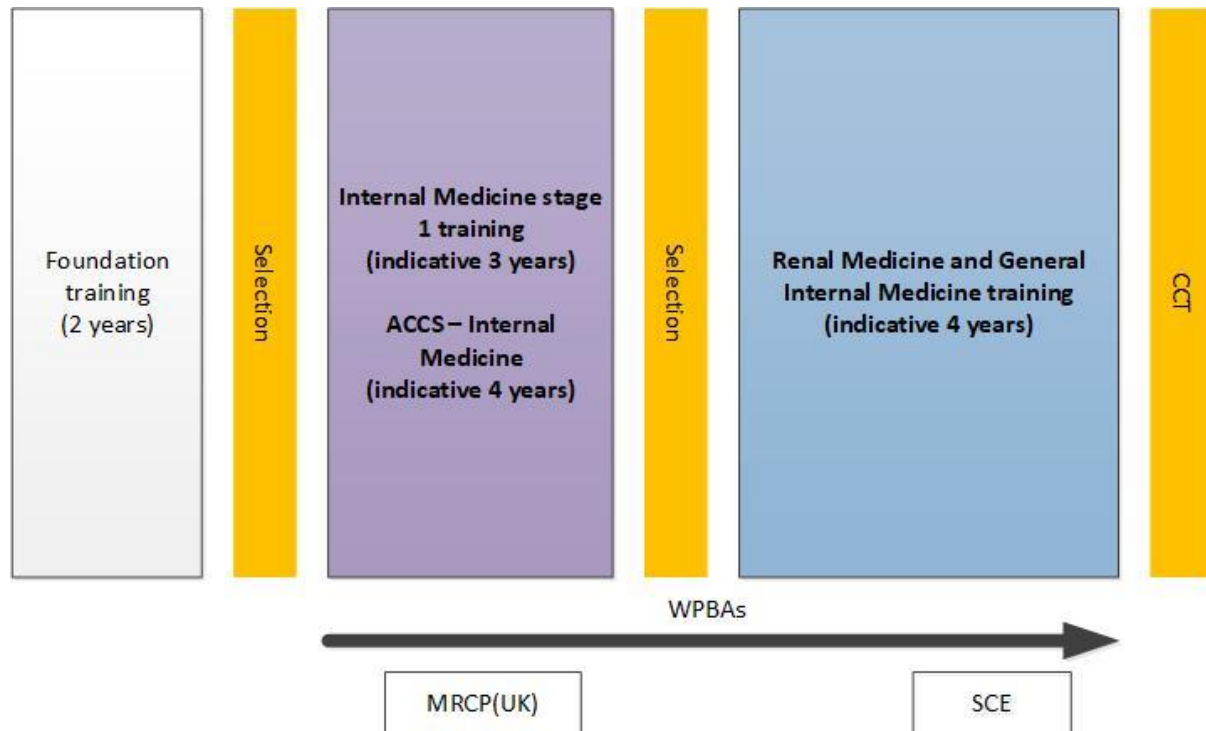 Foundation
training
(2 years)
Selection
Internal Medicine stage
1 training
(indicative 3 years)
ACCS – Internal
Medicine
(indicative 4 years)
Selection
Renal Medicine and General
Internal Medicine training
(indicative 4 years)
CCT
WPBAs
MRCP(UK)
SCE